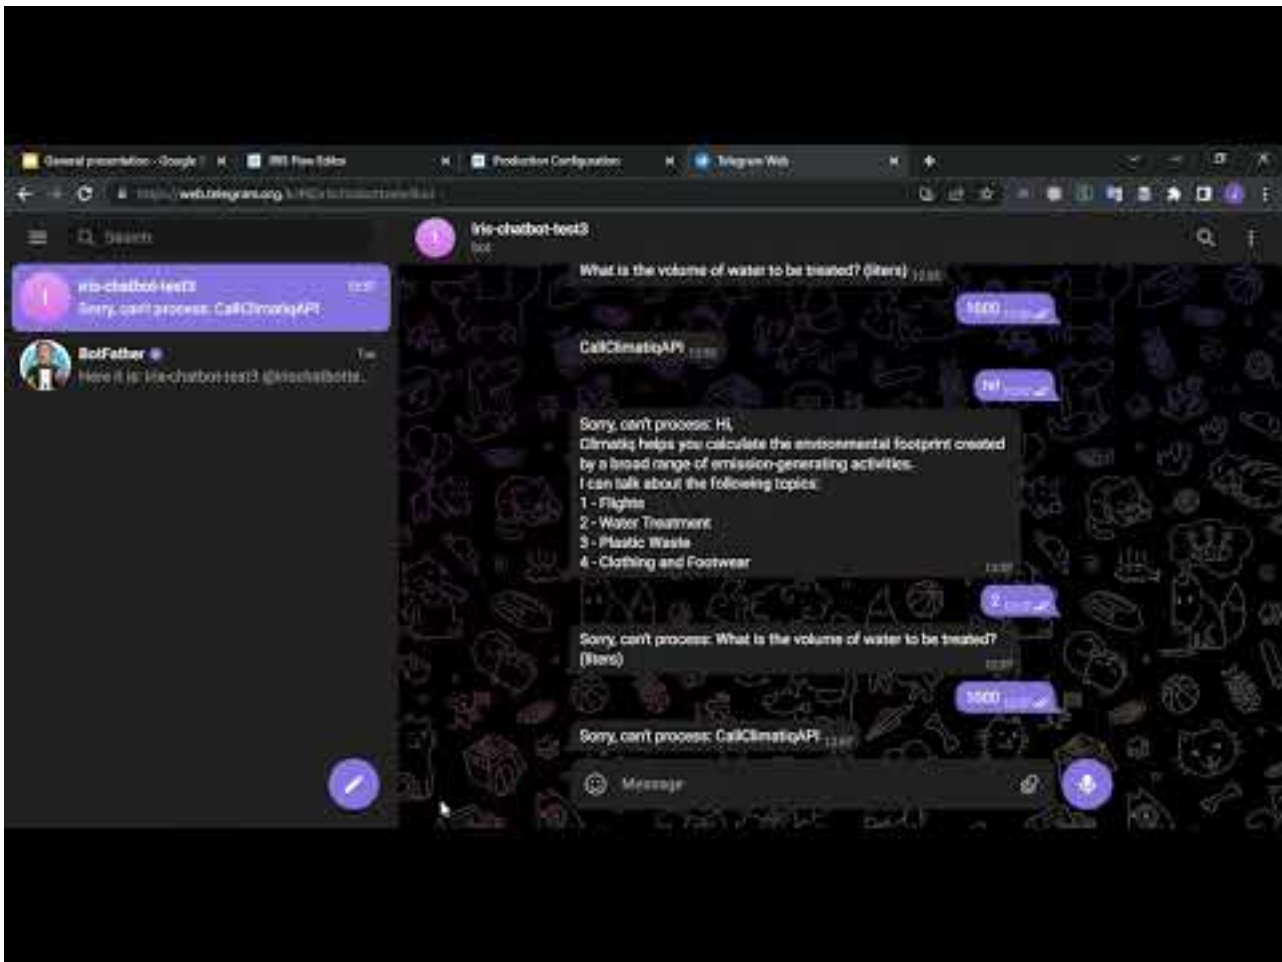 General presentation - Google
IRIS Flow Editor
Production Configuration
Telegram Web
web.telegram.org
Search
iris-chatbot-test3
Sorry, can't process: CallClimatiqAPI
BotFather
Here it is: iris-chatbot-test3
Iris-chatbot-test3
bot
What is the volume of water to be treated? (liters)
1000
CallClimatiqAPI
Sorry, can't process: Hi,
Climatiq helps you calculate the environmental footprint created
by a broad range of emission-generating activities.
I can talk about the following topics:
1 - Flights
2 - Water Treatment
3 - Plastic Waste
4 - Clothing and Footwear
2
Sorry, can't process: What is the volume of water to be treated?
(liters)
1000
Sorry, can't process: CallClimatiqAPI
Message